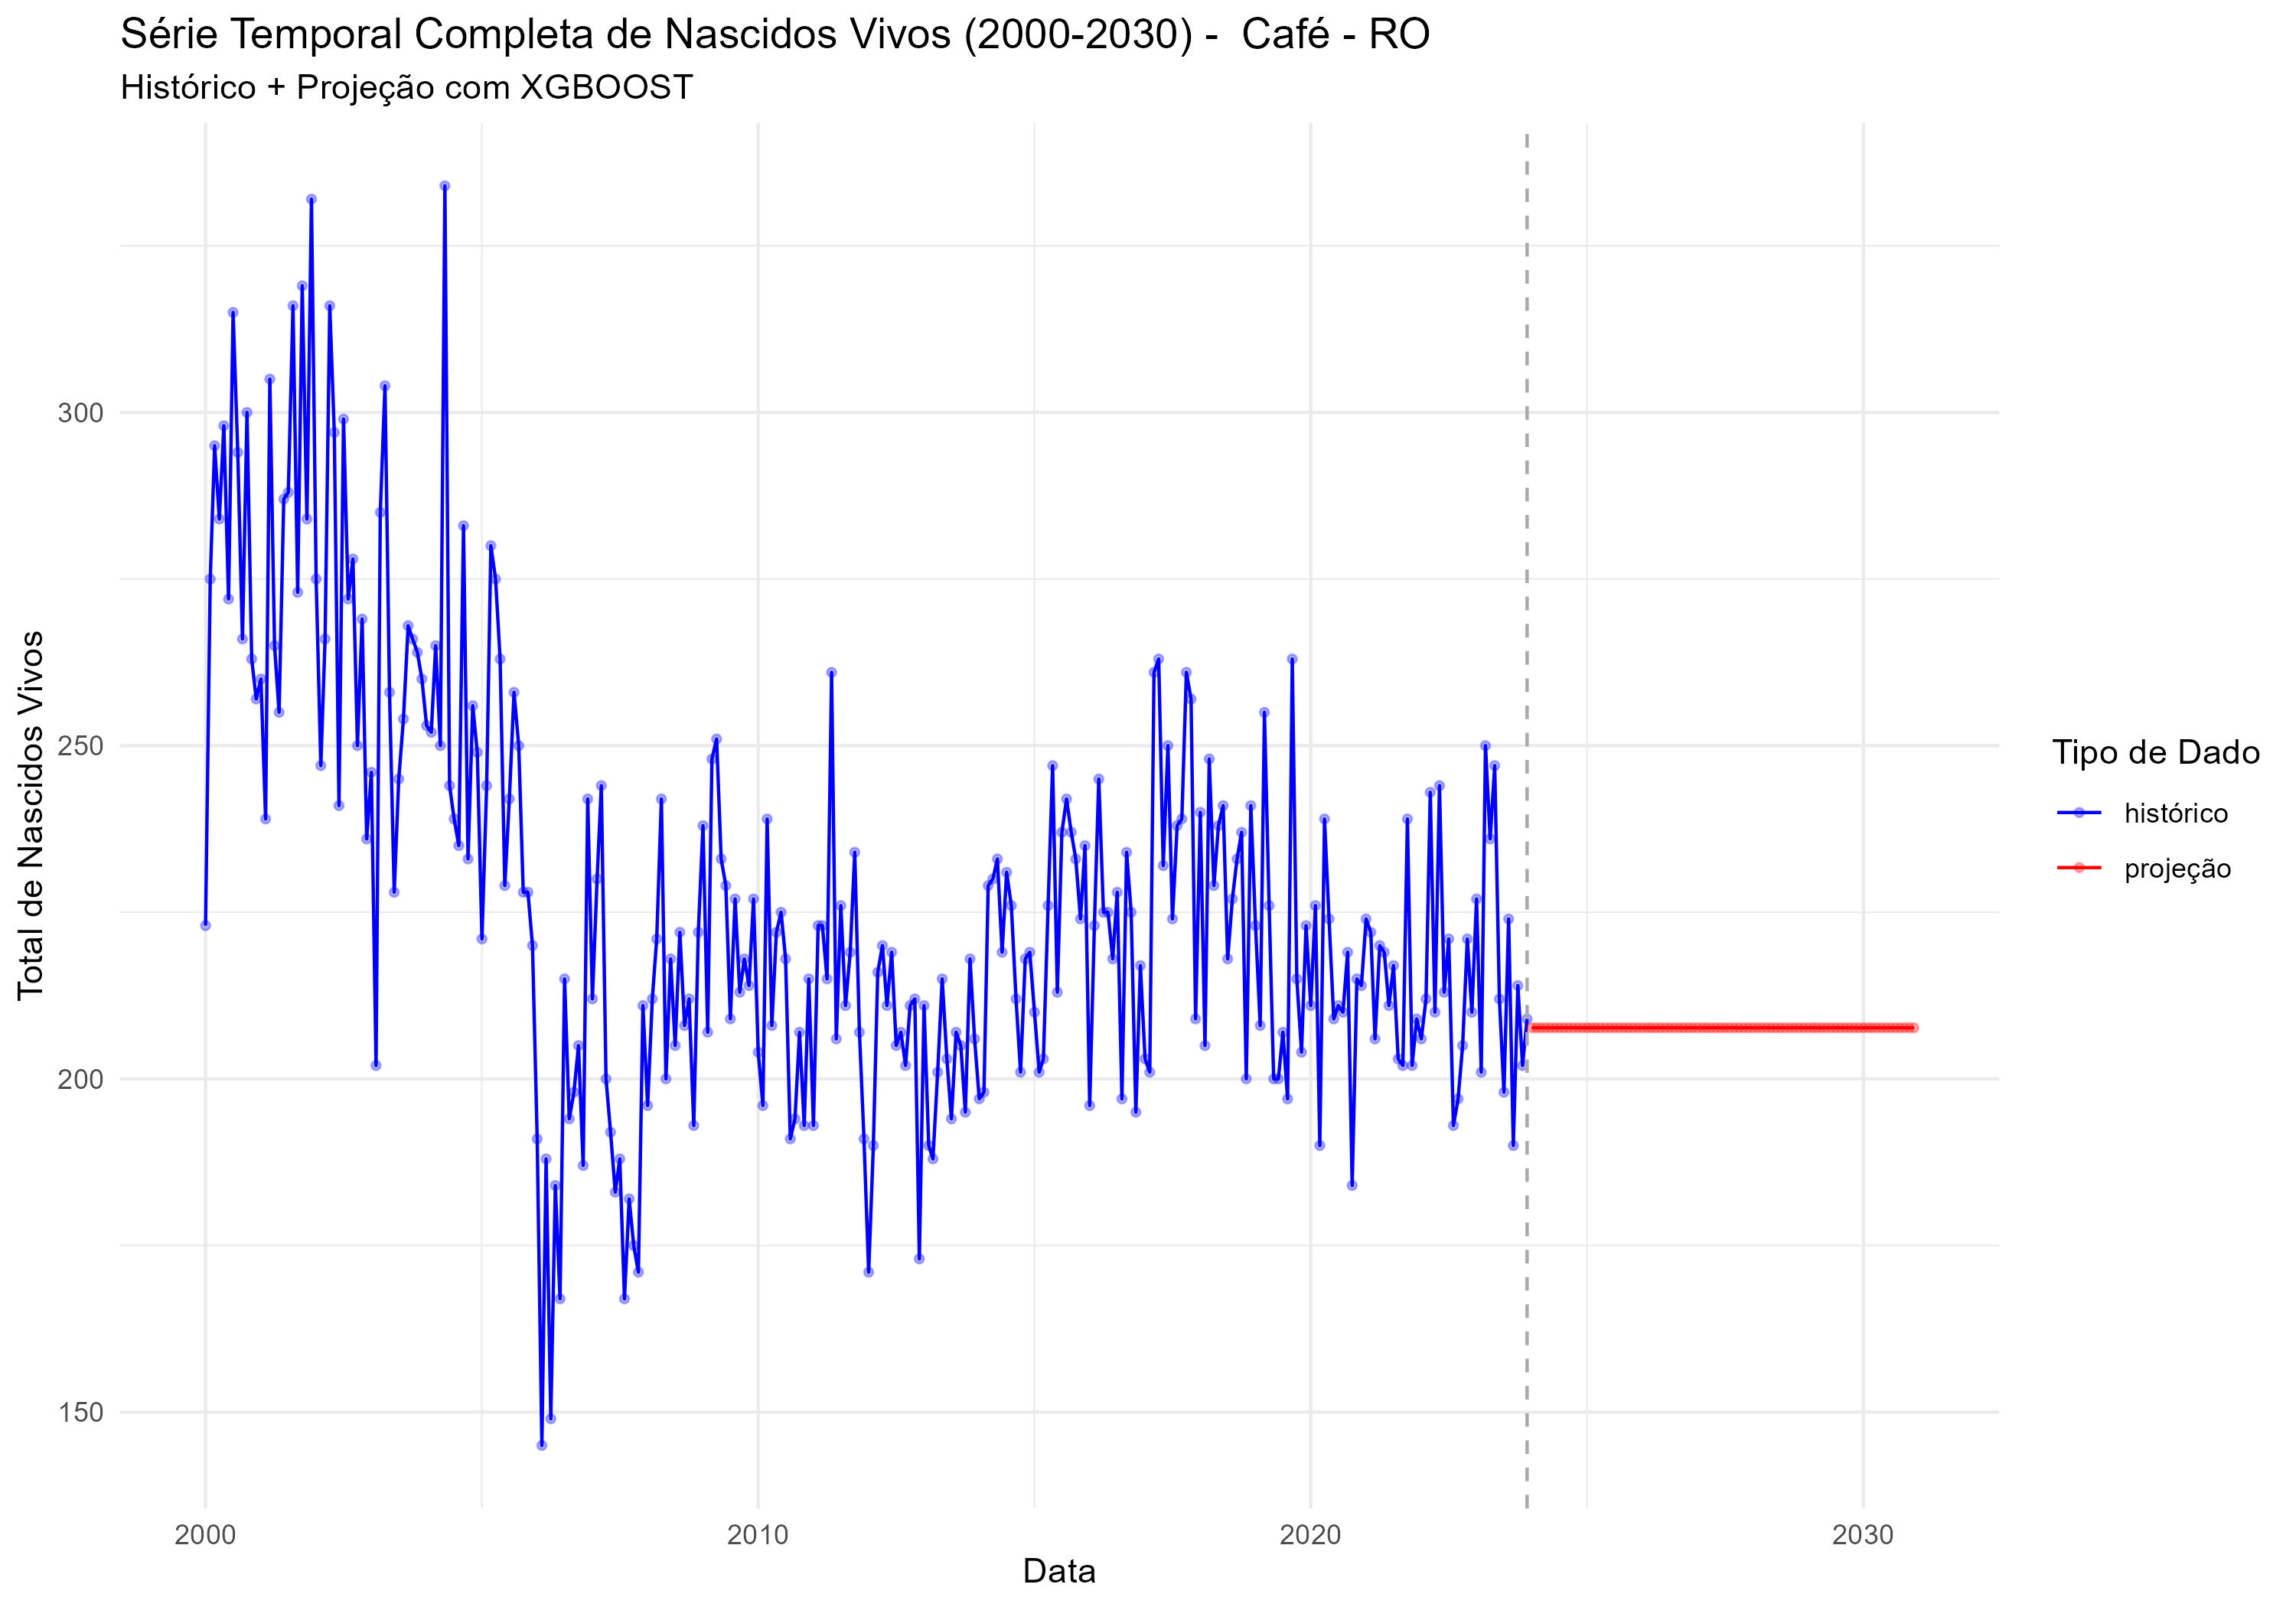 Série Temporal Completa de Nascidos Vivos (2000-2030) -  Café - RO
Histórico + Projeção com XGBOOST
Total de Nascidos Vivos
300
250
200
150
2000
2010
2020
2030
Data
Tipo de Dado
histórico
projeção